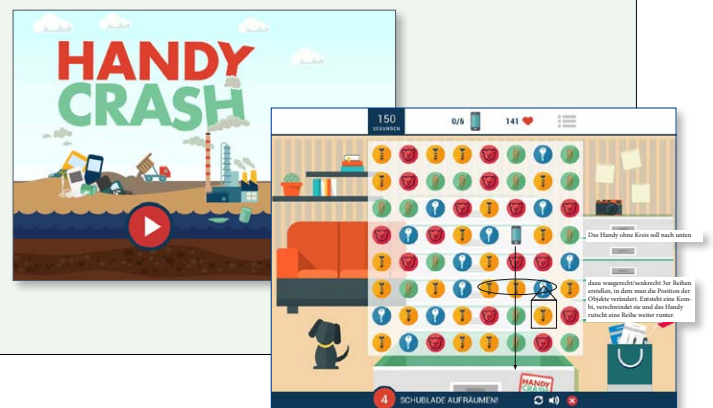 HANDY
CRASH
150
SEKUNDEN
0/5
141
Das Handy ohne Kreis soll nach unten
dazu waagerecht/senkrecht 3er Reihen
erstellen, in dem man die Position der
Objekte verändert. Entsteht eine Kom-
bi, verschwindet sie und das Handy
rutscht eine Reihe weiter runter.
HANDY
CRASH
4
SCHUBLADE AUFRÄUMEN!